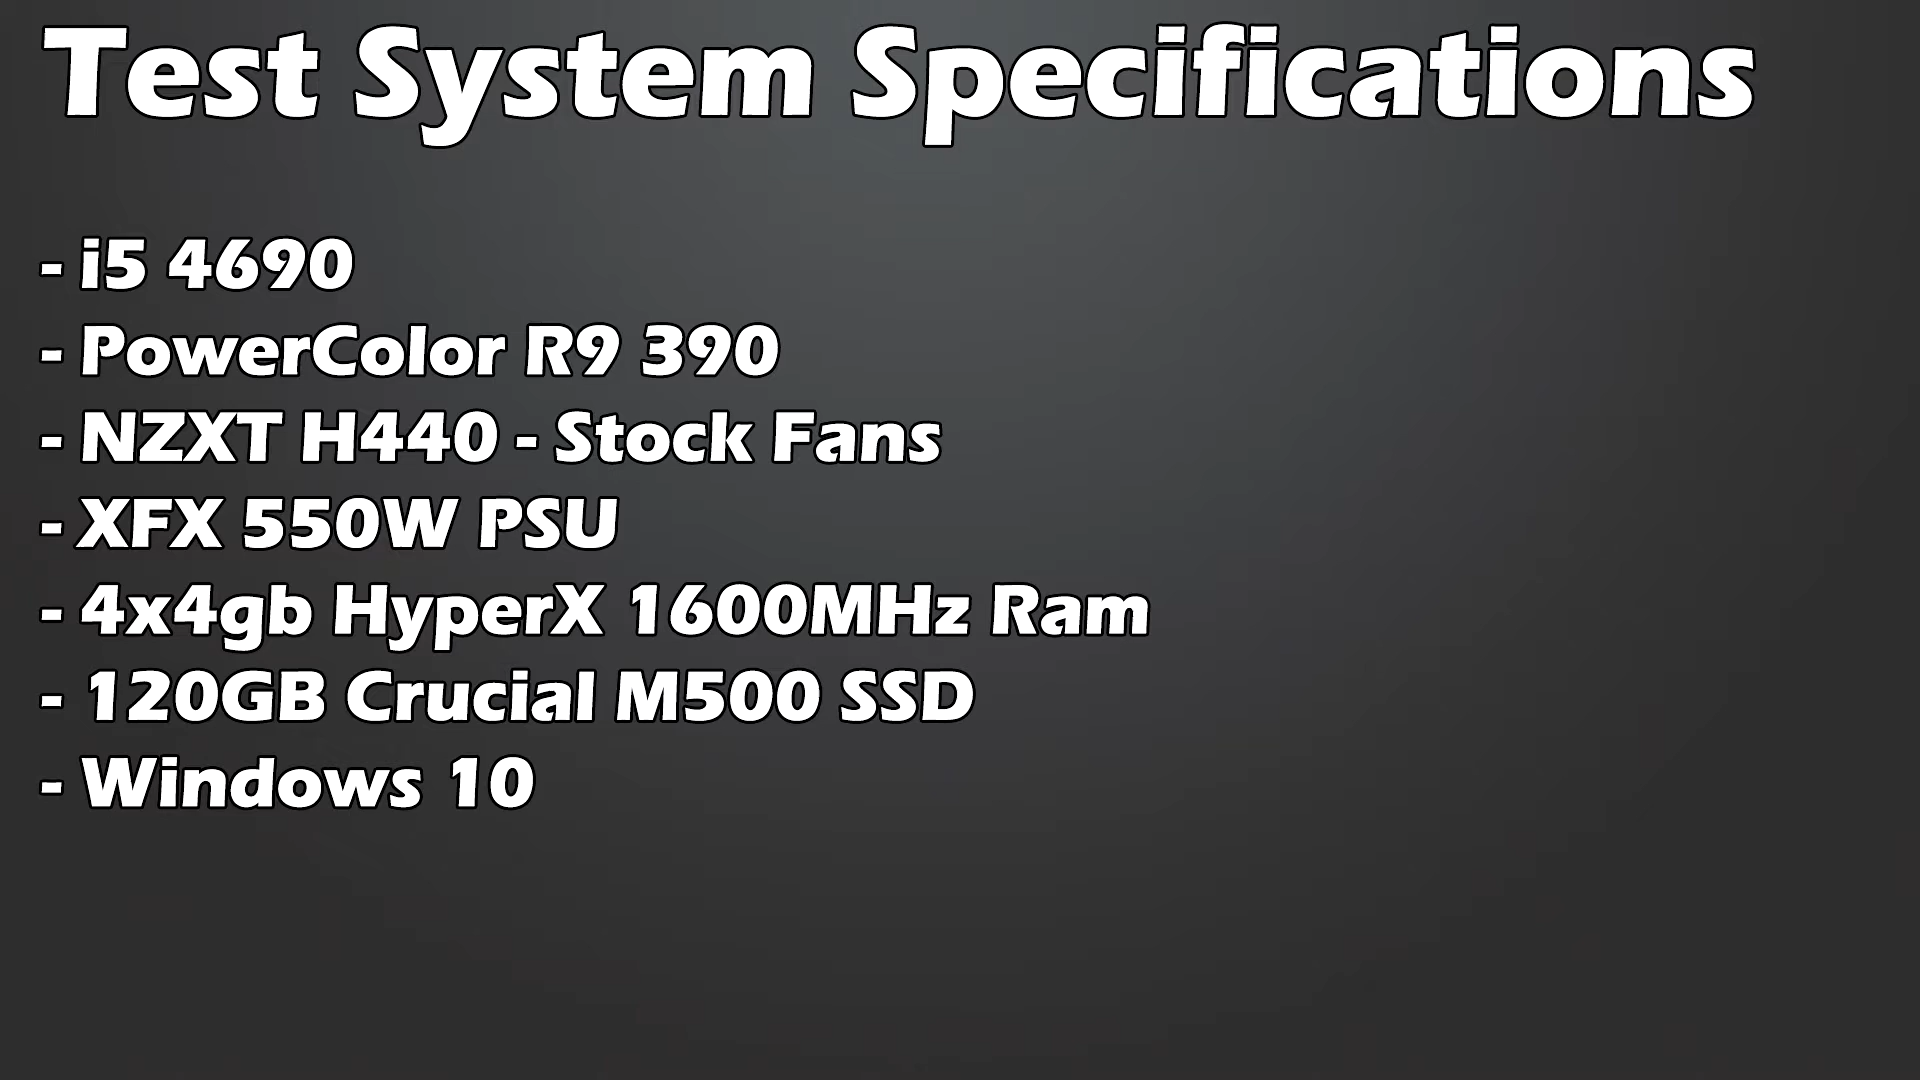 Test System Specifications
- i5 4690
- PowerColor R9 390
- NZXT H440 - Stock Fans
- XFX 550W PSU
- 4x4gb HyperX 1600MHz Ram
- 120GB Crucial M500 SSD
- Windows 10